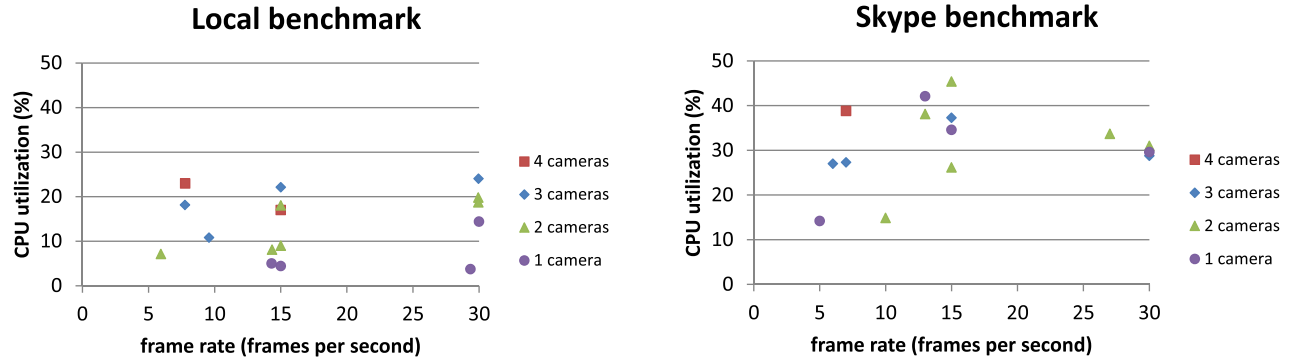 Local benchmark
50
40
30
20
10
0
CPU utilization (%)
0 5 10 15 20 25 30
frame rate (frames per second)
4 cameras
3 cameras
2 cameras
1 camera
Skype benchmark
50
40
30
20
10
0
CPU utilization (%)
0 5 10 15 20 25 30
frame rate (frames per second)
4 cameras
3 cameras
2 cameras
1 camera